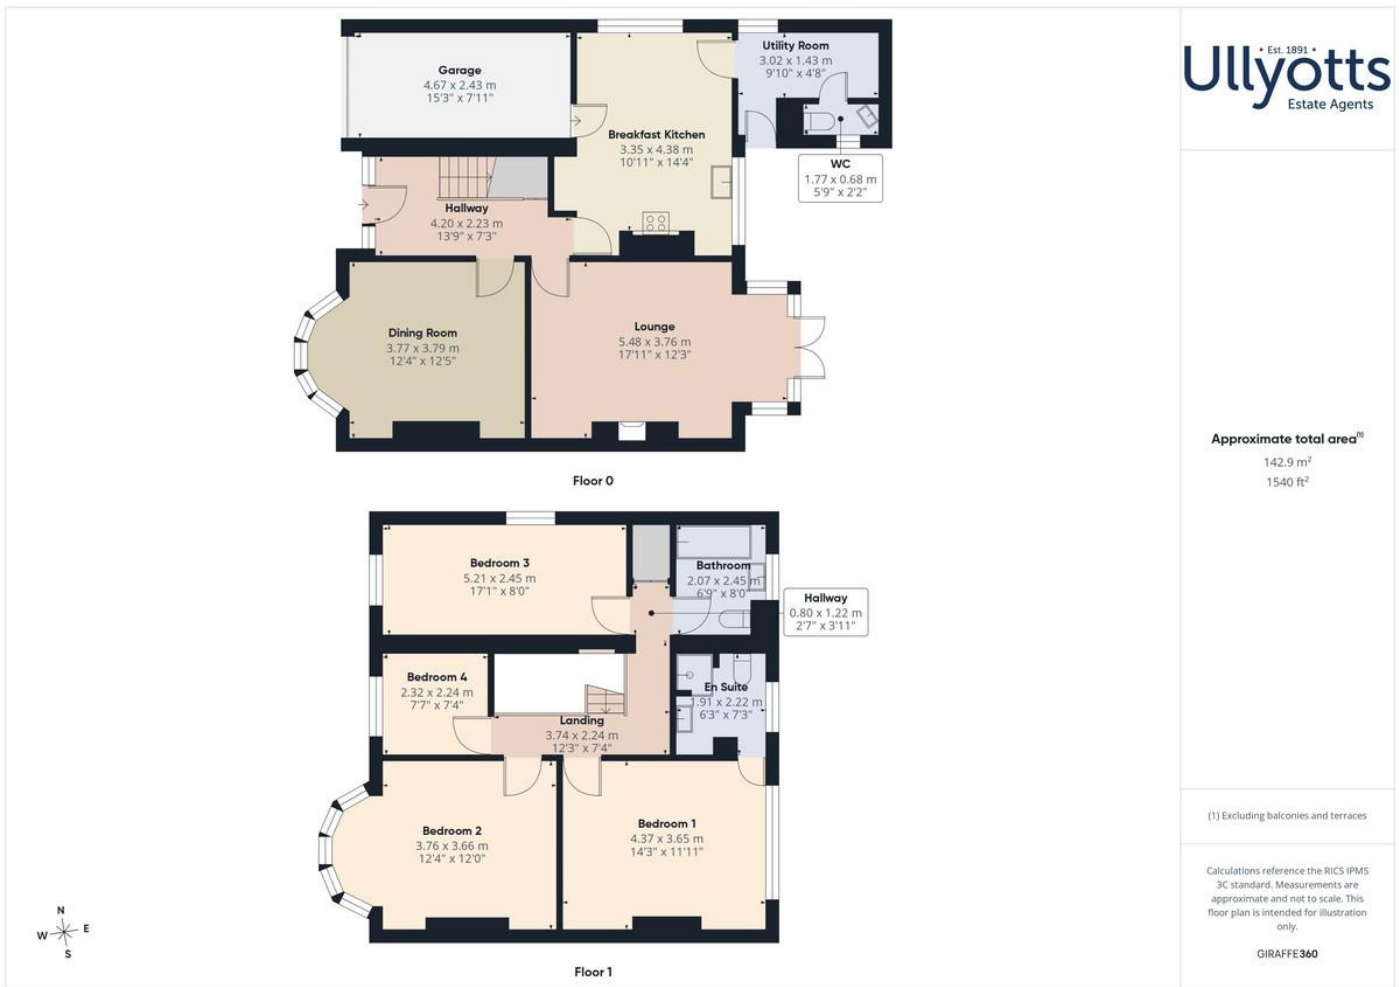 Garage
4.67 x 2.43 m
15'3" x 7'11"
Utility Room
3.02 x 1.43 m
9'10" x 4'8"
Breakfast Kitchen
3.35 x 4.38 m
10'11" x 14'4"
WC
1.77 x 0.68 m
5'9" x 2'2"
Hallway
4.20 x 2.23 m
13'9" x 7'3"
Dining Room
3.77 x 3.79 m
12'4" x 12'5"
Lounge
5.48 x 3.76 m
17'11" x 12'3"
Floor 0
Bedroom 3
5.21 x 2.45 m
17'1" x 8'0"
Bathroom
2.07 x 2.45 m
6'9" x 8'0"
Hallway
0.80 x 1.22 m
2'7" x 3'11"
Bedroom 4
2.32 x 2.24 m
7'7" x 7'4"
En Suite
1.91 x 2.22 m
6'3" x 7'3"
Landing
3.74 x 2.24 m
12'3" x 7'4"
Bedroom 2
3.76 x 3.66 m
12'4" x 12'0"
Bedroom 1
4.37 x 3.65 m
14'3" x 11'11"
Floor 1
N
W E
S
• Est. 1891 •
Ullyotts
Estate Agents
Approximate total area(1)
142.9 m²
1540 ft²
(1) Excluding balconies and terraces
Calculations reference the RICS IPMS
3C standard. Measurements are
approximate and not to scale. This
floor plan is intended for illustration
only.
GIRAFFE360